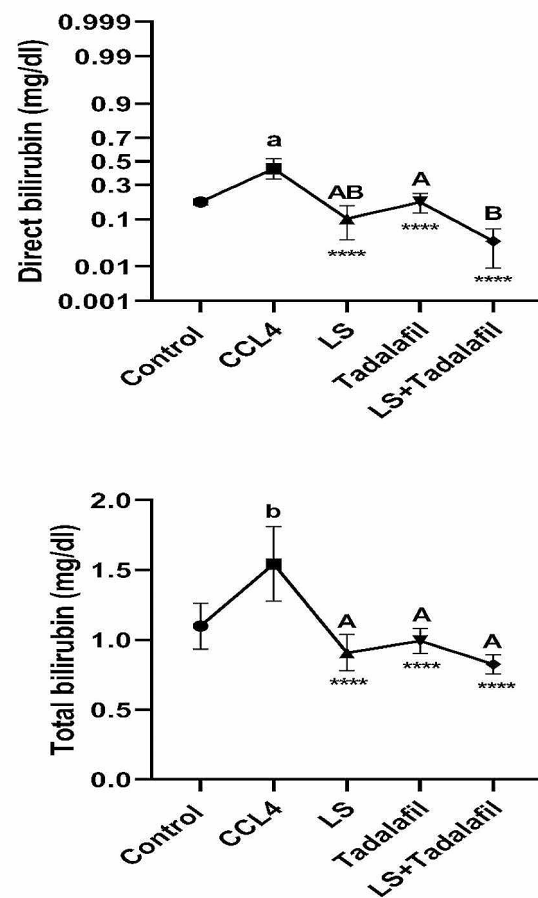 Direct bilirubin (mg/dl)
0.999
0.99
0.9
0.7
0.5
0.3
0.1
0.01
0.001
a
AB
A
B
****
****
****
Control
CCL4
LS
Tadalafil
LS+Tadalafil
Total bilirubin (mg/dl)
2.0
1.5
1.0
0.5
0.0
b
A
A
A
****
****
****
Control
CCL4
LS
Tadalafil
LS+Tadalafil